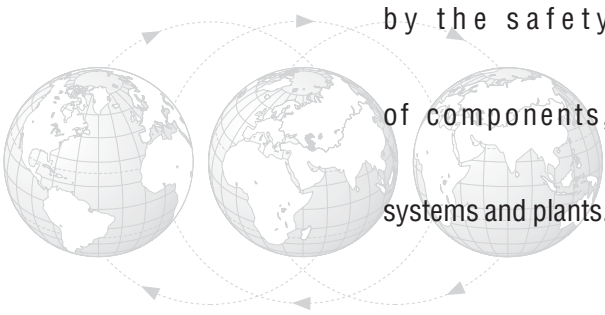 by the safety
of components,
systems and plants.